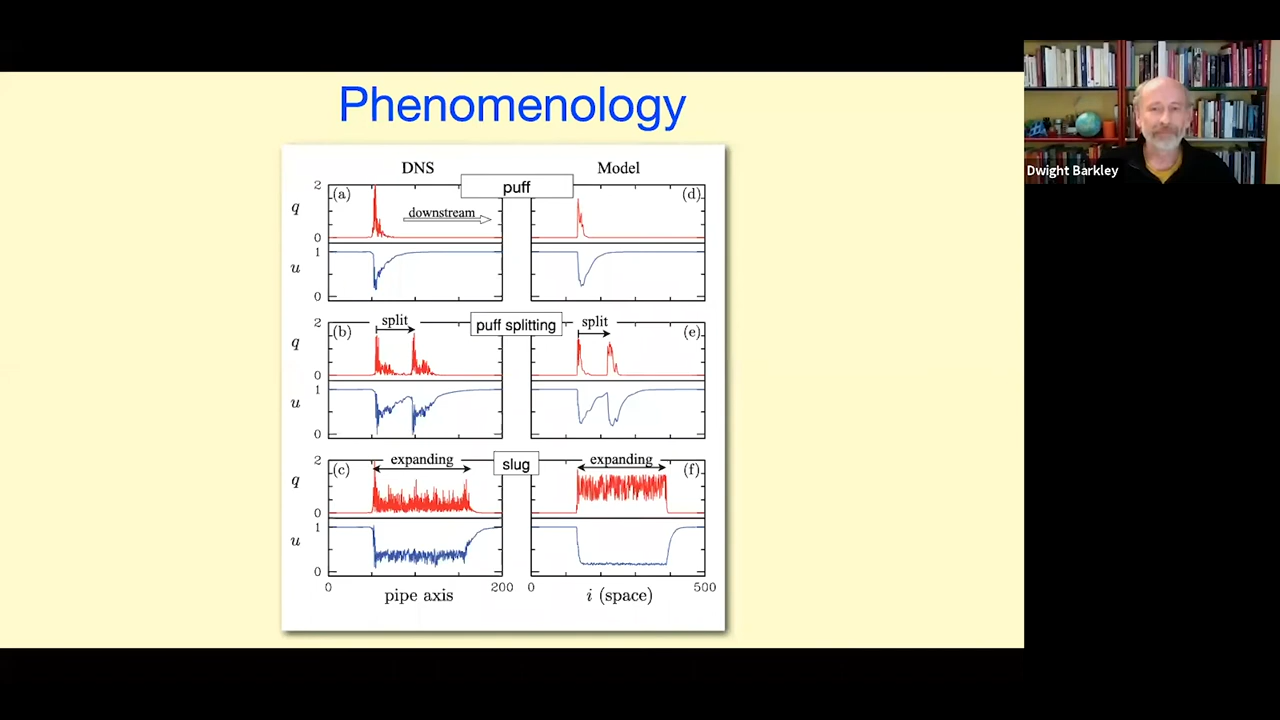 Phenomenology
DNS
Model
puff
2
(a)
(d)
q
downstream
0
1
u
0
puff splitting
2
(b)
split
split
(e)
q
0
1
u
0
slug
2
(c)
expanding
expanding
(f)
q
0
1
u
0
0
200
0
500
pipe axis
i (space)
Dwight Barkley